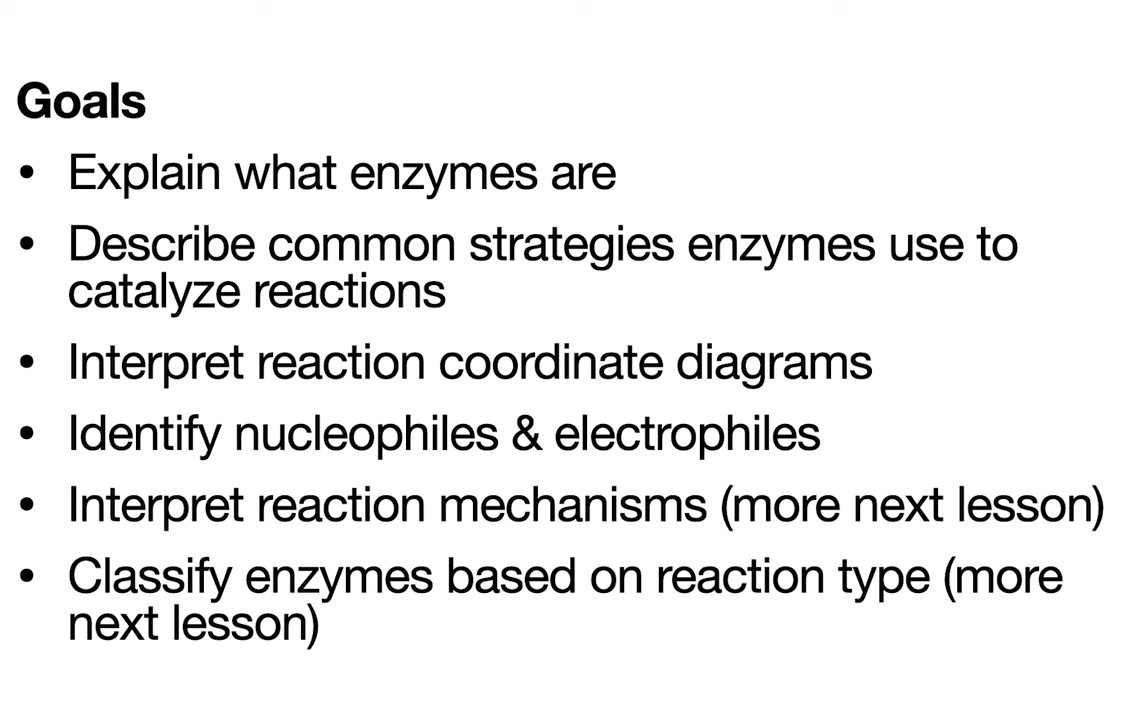 Goals
• Explain what enzymes are
• Describe common strategies enzymes use to
catalyze reactions
• Interpret reaction coordinate diagrams
• Identify nucleophiles & electrophiles
• Interpret reaction mechanisms (more next lesson)
• Classify enzymes based on reaction type (more
next lesson)